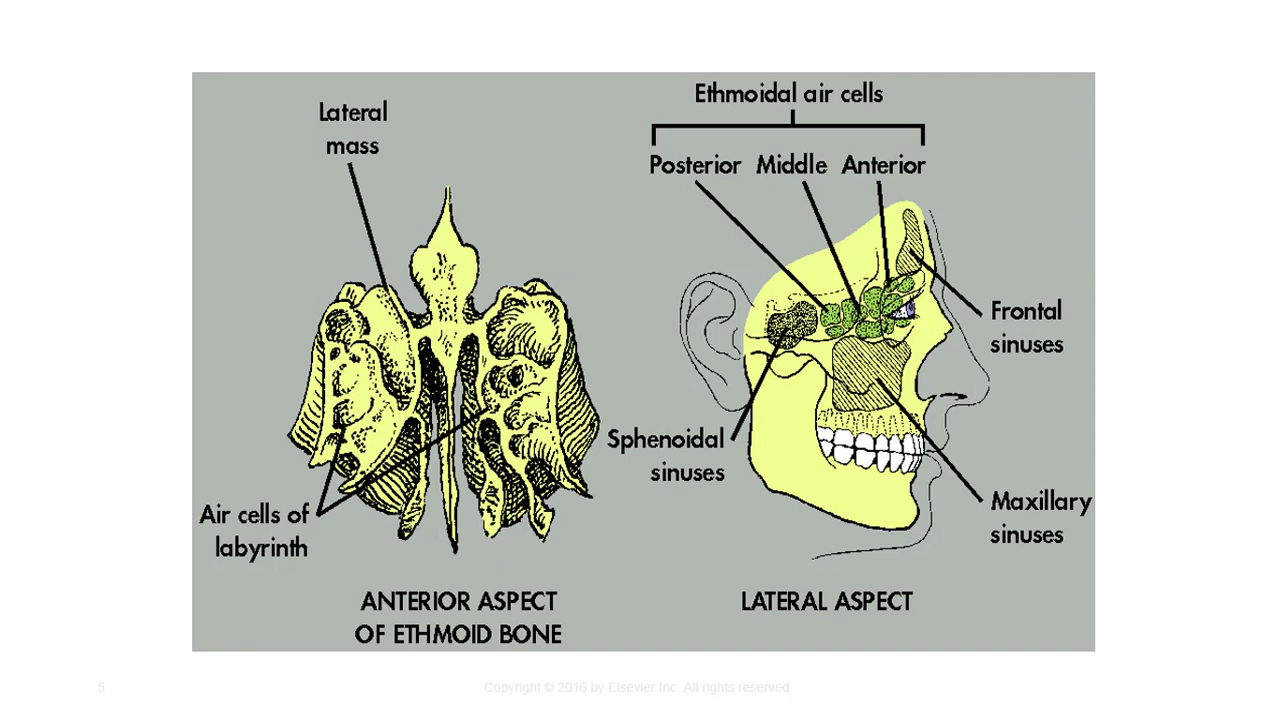 Lateral
mass
Air cells of
labyrinth
ANTERIOR ASPECT
OF ETHMOID BONE
Ethmoidal air cells
Posterior Middle Anterior
Frontal
sinuses
Sphenoidal
sinuses
Maxillary
sinuses
LATERAL ASPECT
5
Copyright © 2016 by Elsevier Inc. All rights reserved.